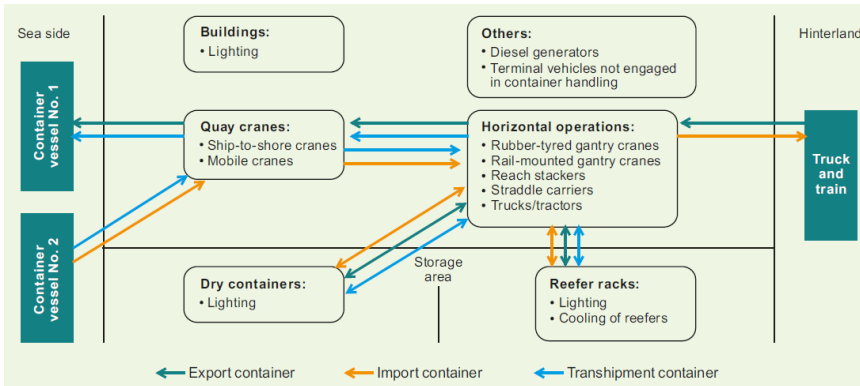 Sea side
Buildings:
• Lighting
Others:
• Diesel generators
• Terminal vehicles not engaged
in container handling
Hinterland
Container
vessel No. 1
Quay cranes:
• Ship-to-shore cranes
• Mobile cranes
Horizontal operations:
• Rubber-tyred gantry cranes
• Rail-mounted gantry cranes
• Reach stackers
• Straddle carriers
• Trucks/tractors
Truck
and
train
Container
vessel No. 2
Storage
area
Dry containers:
• Lighting
Reefer racks:
• Lighting
• Cooling of reefers
Export container
Import container
Transhipment container